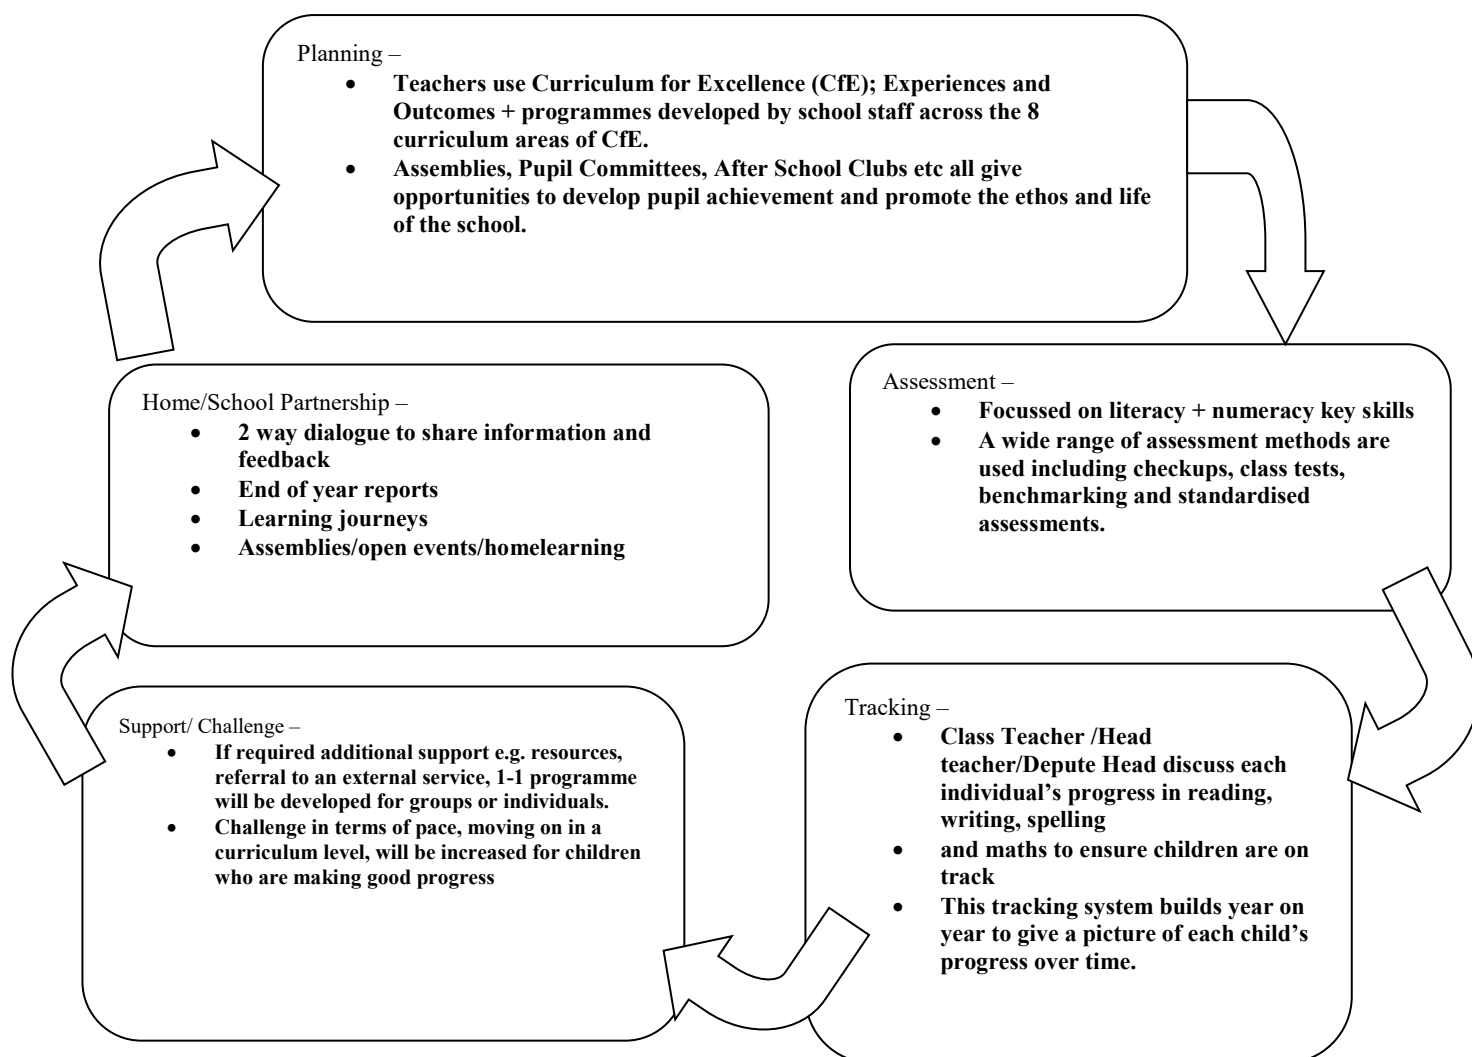 Planning –
• Teachers use Curriculum for Excellence (CfE); Experiences and
Outcomes + programmes developed by school staff across the 8
curriculum areas of CfE.
• Assemblies, Pupil Committees, After School Clubs etc all give
opportunities to develop pupil achievement and promote the ethos and life
of the school.
Assessment –
• Focussed on literacy + numeracy key skills
• A wide range of assessment methods are
used including checkups, class tests,
benchmarking and standardised
assessments.
Tracking –
• Class Teacher /Head
teacher/Depute Head discuss each
individual’s progress in reading,
writing, spelling
• and maths to ensure children are on
track
• This tracking system builds year on
year to give a picture of each child’s
progress over time.
Support/ Challenge –
• If required additional support e.g. resources,
referral to an external service, 1-1 programme
will be developed for groups or individuals.
• Challenge in terms of pace, moving on in a
curriculum level, will be increased for children
who are making good progress
Home/School Partnership –
• 2 way dialogue to share information and
feedback
• End of year reports
• Learning journeys
• Assemblies/open events/homelearning